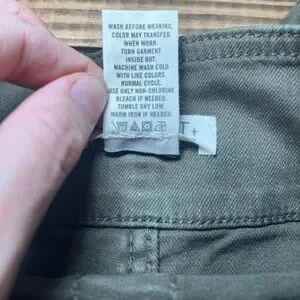 WASH BEFORE WEARING.
COLOR MAY TRANSFER
WHEN WORN.
TURN GARMENT
INSIDE OUT.
MACHINE WASH COLD
WITH LIKE COLORS.
NORMAL CYCLE.
USE ONLY NON-CHLORINE
BLEACH IF NEEDED.
TUMBLE DRY LOW.
WARM IRON IF NEEDED.
T +